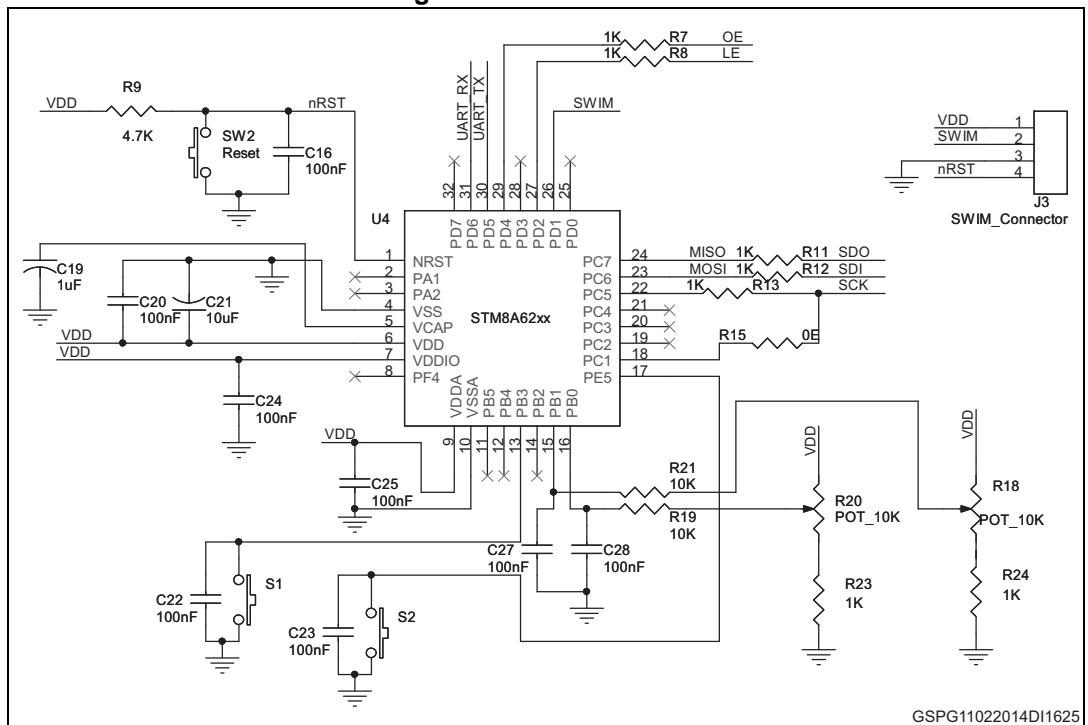 1K R7 OE
1K R8 LE
R9
VDD
4.7K
nRST
SW2
Reset
C16
100nF
UART_RX
UART_TX
SWIM
VDD 1
SWIM 2
3
nRST 4
J3
SWIM_Connector
32 31 30 29 28 27 26 25
PD7 PD6 PD5 PD4 PD3 PD2 PD1 PD0
U4
STM8A62xx
1 NRST
2 PA1
3 PA2
4 VSS
5 VCAP
6 VDD
7 VDDIO
8 PF4
PC7 24 MISO 1K R11 SDO
PC6 23 MOSI 1K R12 SDI
PC5 22 1K R13 SCK
PC4 21
PC3 20
PC2 19
PC1 18 R15 0E
PE5 17
VDDA VSSA PB5 PB4 PB3 PB2 PB1 PB0
9 10 11 12 13 14 15 16
C19
1uF
C20
100nF
C21
10uF
VDD
VDD
C24
100nF
VDD
C25
100nF
R21
10K
R19
10K
VDD
R20
POT_10K
VDD
R18
POT_10K
C27
100nF
C28
100nF
R23
1K
R24
1K
C22
100nF
S1
C23
100nF
S2
GSPG11022014DI1625